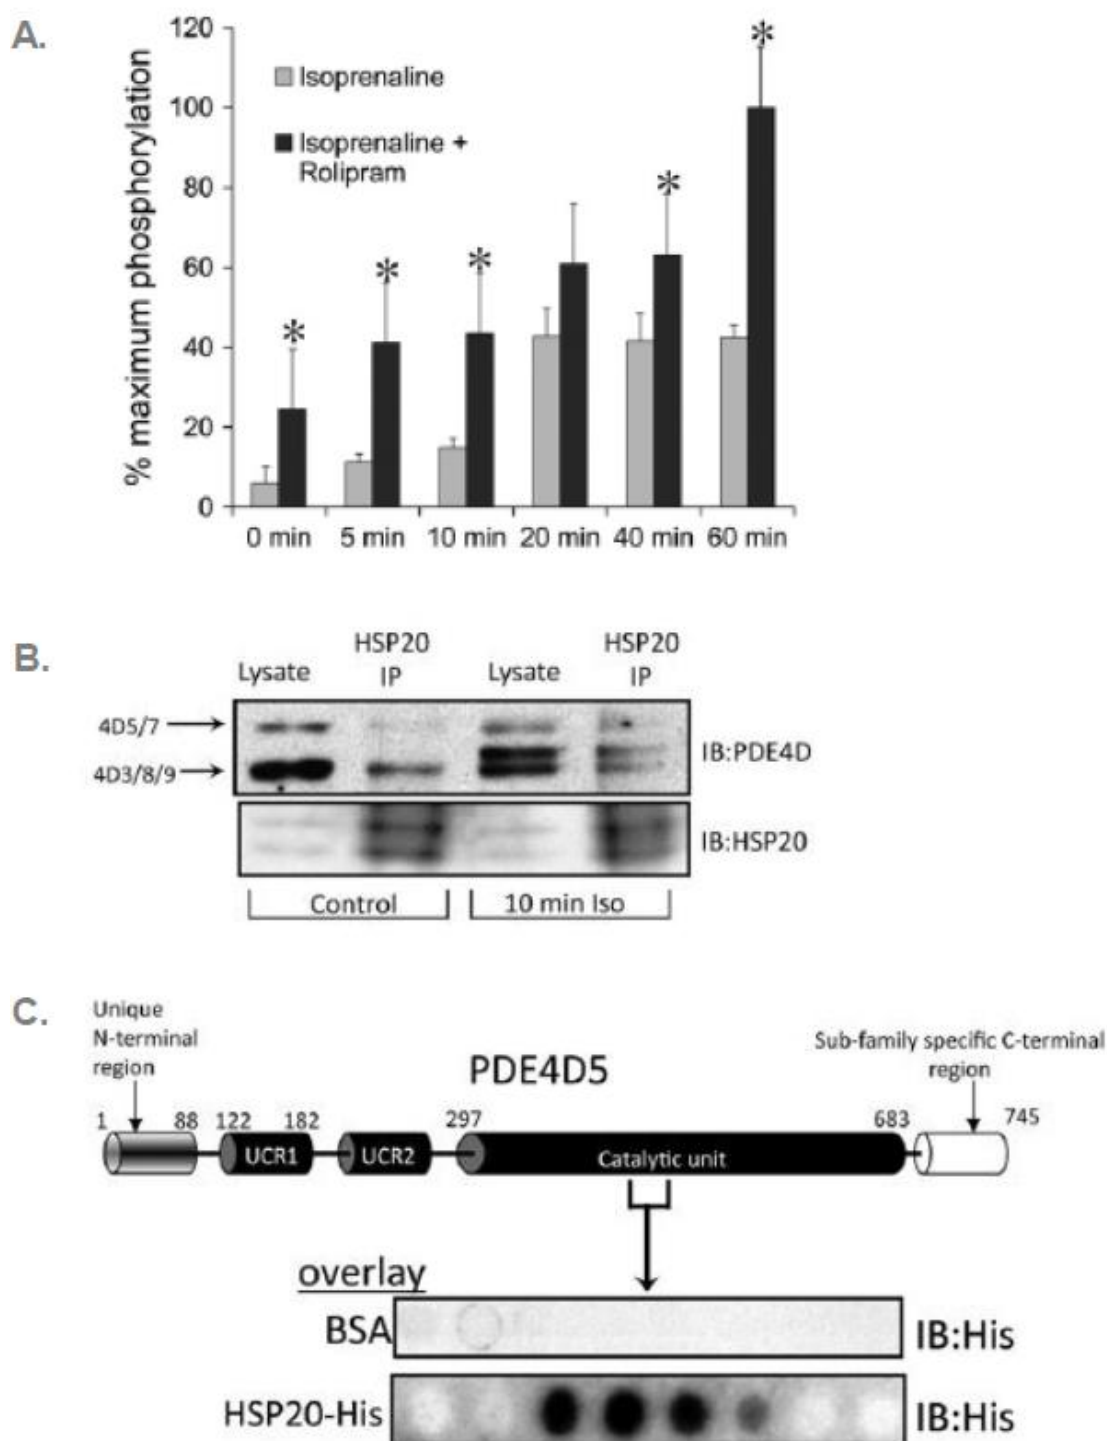 A.
120
100
80
60
40
20
0
% maximum phosphorylation
Isoprenaline
Isoprenaline +
Rolipram
*
*
*
*
*
0 min 5 min 10 min 20 min 40 min 60 min
B.
Lysate HSP20 IP Lysate HSP20 IP
4D5/7
4D3/8/9
IB:PDE4D
IB:HSP20
Control 10 min Iso
C.
Unique
N-terminal
region
PDE4D5
Sub-family specific C-terminal
region
1 88 122 182 297 683 745
UCR1 UCR2 Catalytic unit
overlay
BSA IB:His
HSP20-His IB:His